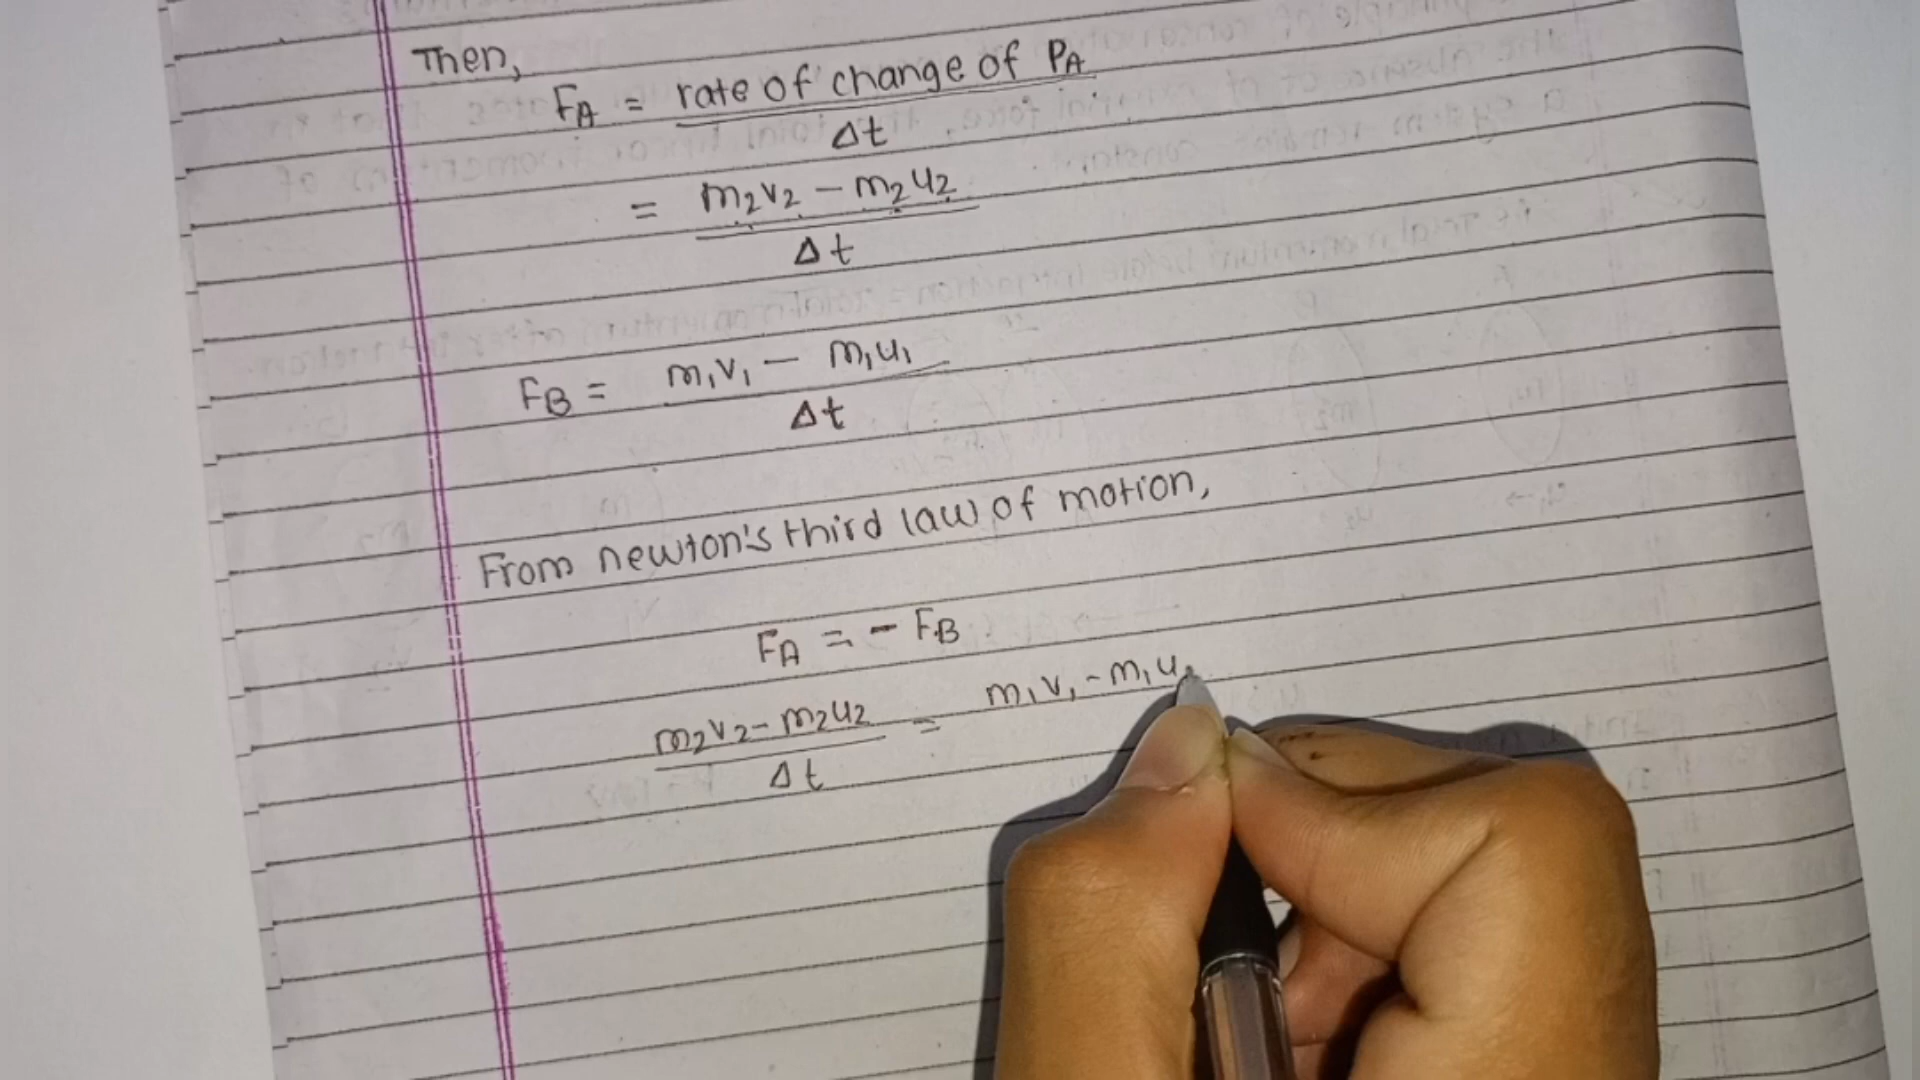 Then,
FA = rate of change of PA
Δt
= m2v2 - m2u2
Δt
FB = m1v1 - m1u1
Δt
From newton's third law of motion,
FA = - FB
m2v2 - m2u2 = m1v1 - m1u
Δt